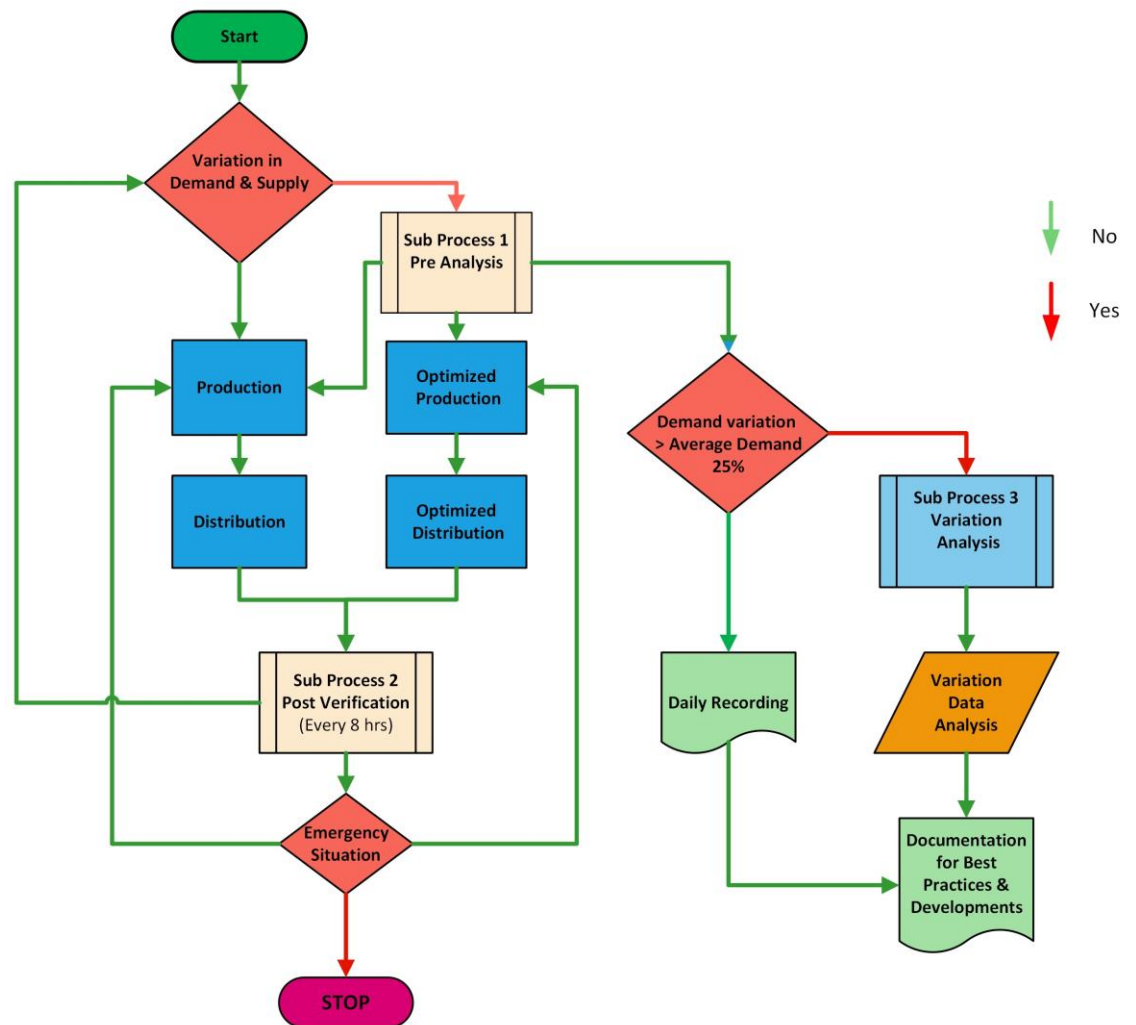 Start
Variation in
Demand & Supply
Sub Process 1
Pre Analysis
No
Yes
Production
Optimized
Production
Demand variation
> Average Demand
25%
Distribution
Optimized
Distribution
Sub Process 3
Variation
Analysis
Sub Process 2
Post Verification
(Every 8 hrs)
Daily Recording
Variation
Data
Analysis
Emergency
Situation
Documentation
for Best
Practices &
Developments
STOP